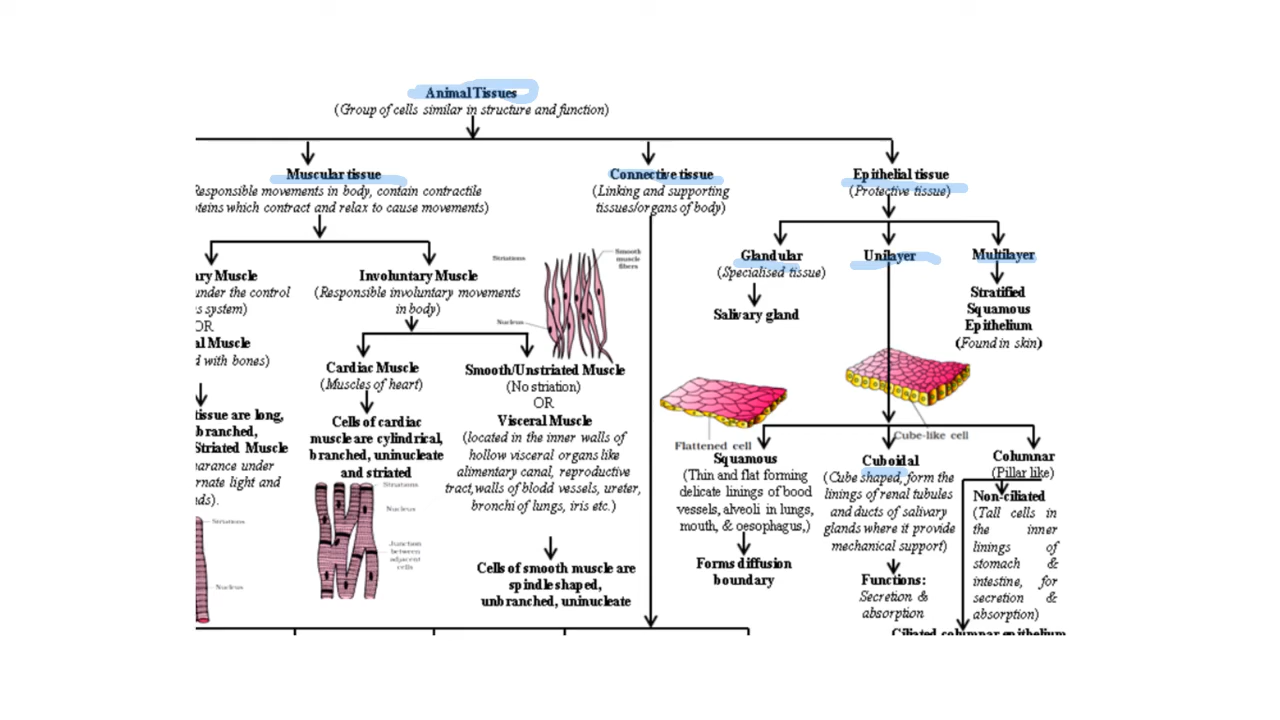 Animal Tissues
(Group of cells similar in structure and function)
Muscular tissue
Responsible movements in body, contain contractile
teins which contract and relax to cause movements)
Connective tissue
(Linking and supporting
tissues/organs of body)
Epithelial tissue
(Protective tissue)
ary Muscle
under the control
s system)
OR
al Muscle
d with bones)
tissue are long,
branched,
Striated Muscle
earance under
ernate light and
nds).
Striations
Nucleus
Involuntary Muscle
(Responsible involuntary movements
in body)
Cardiac Muscle
(Muscles of heart)
Cells of cardiac
muscle are cylindrical,
branched, uninucleate
and striated
Striations
Nucleus
Junction
between
adjacent
cells
Striations
Smooth
muscle
fibers
Nucleus
Smooth/Unstriated Muscle
(No striation)
OR
Visceral Muscle
(located in the inner walls of
hollow visceral organs like
alimentary canal, reproductive
tract,walls of blodd vessels, ureter,
bronchi of lungs, iris etc.)
Cells of smooth muscle are
spindle shaped,
unbranched, uninucleate
Glandular
(Specialised tissue)
Salivary gland
Unilayer
Multilayer
Stratified
Squamous
Epithelium
(Found in skin)
Flattened cell
Squamous
(Thin and flat forming
delicate linings of bood
vessels, alveoli in lungs,
mouth, & oesophagus,)
Forms diffusion
boundary
Cube-like cell
Cuboidal
(Cube shaped, form the
linings of renal tubules
and ducts of salivary
glands where it provide
mechanical support)
Functions:
Secretion &
absorption
Columnar
(Pillar like)
Non-ciliated
(Tall cells in
the inner
linings of
stomach &
intestine, for
secretion &
absorption)
Ciliated columnar epithelium